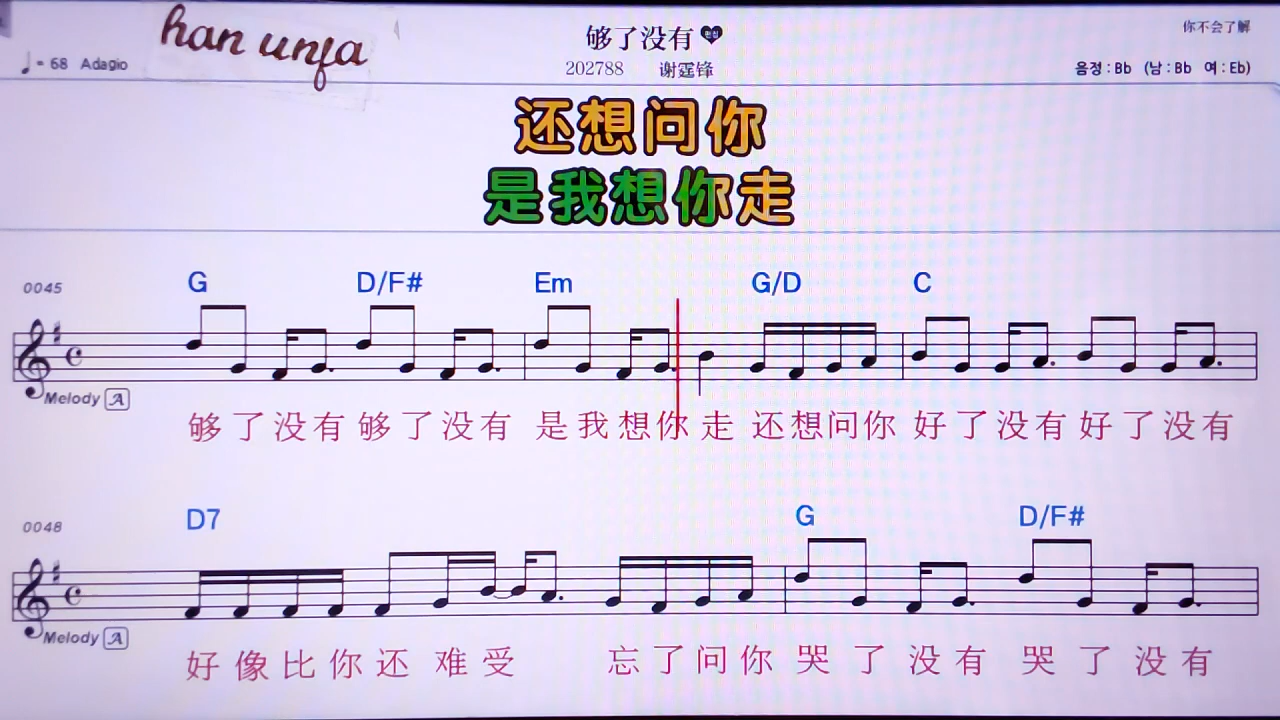 han unfa
够了没有
편심
你不会了解
♩= 68 Adagio
202788 谢霆锋
음정 : Bb (남 : Bb 여 : Eb)
还想问你
是我想你走
0045
G D/F# Em G/D C
Melody A
够了没有 够了没有 是我想你走 还想问你 好了没有 好了没有
0048
D7 G D/F#
Melody A
好像比你还难受 忘了问你 哭了没有 哭了没有